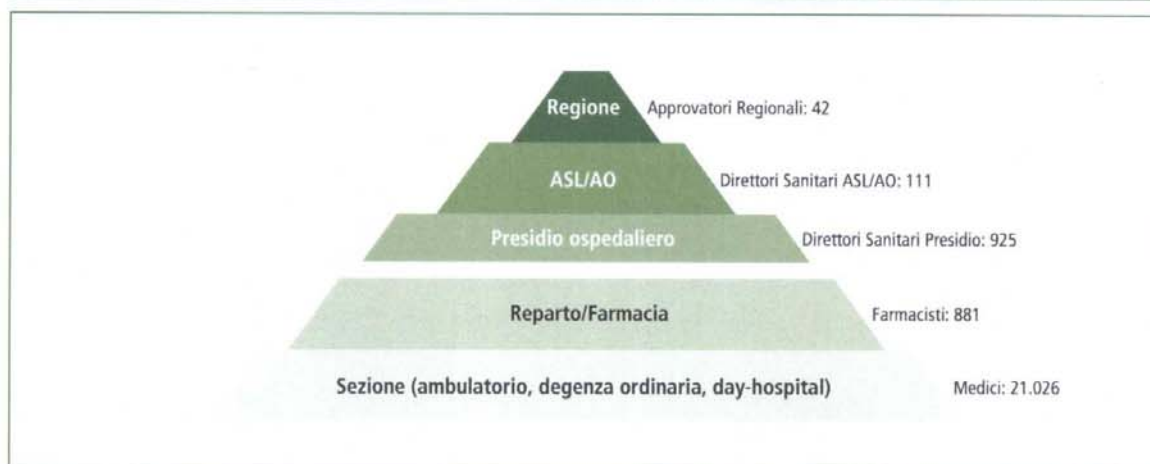 Regione Approvatori Regionali: 42
ASL/AO Direttori Sanitari ASL/AO: 111
Presidio ospedaliero Direttori Sanitari Presidio: 925
Reparto/Farmacia Farmacisti: 881
Sezione (ambulatorio, degenza ordinaria, day-hospital) Medici: 21.026